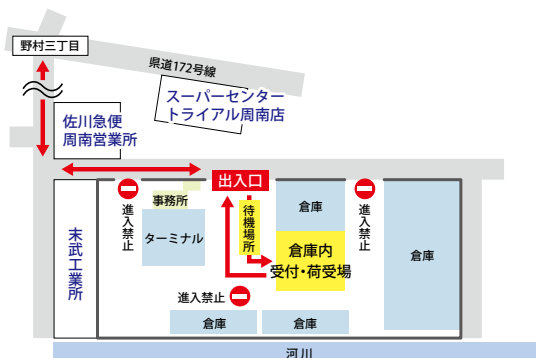 野村三丁目
県道172号線
スーパーセンター
トライアル周南店
佐川急便
周南営業所
出入口
進入禁止
事務所
ターミナル
待機場所
倉庫
進入禁止
倉庫
倉庫内
受付・荷受場
末武工業所
進入禁止
倉庫
倉庫
河川